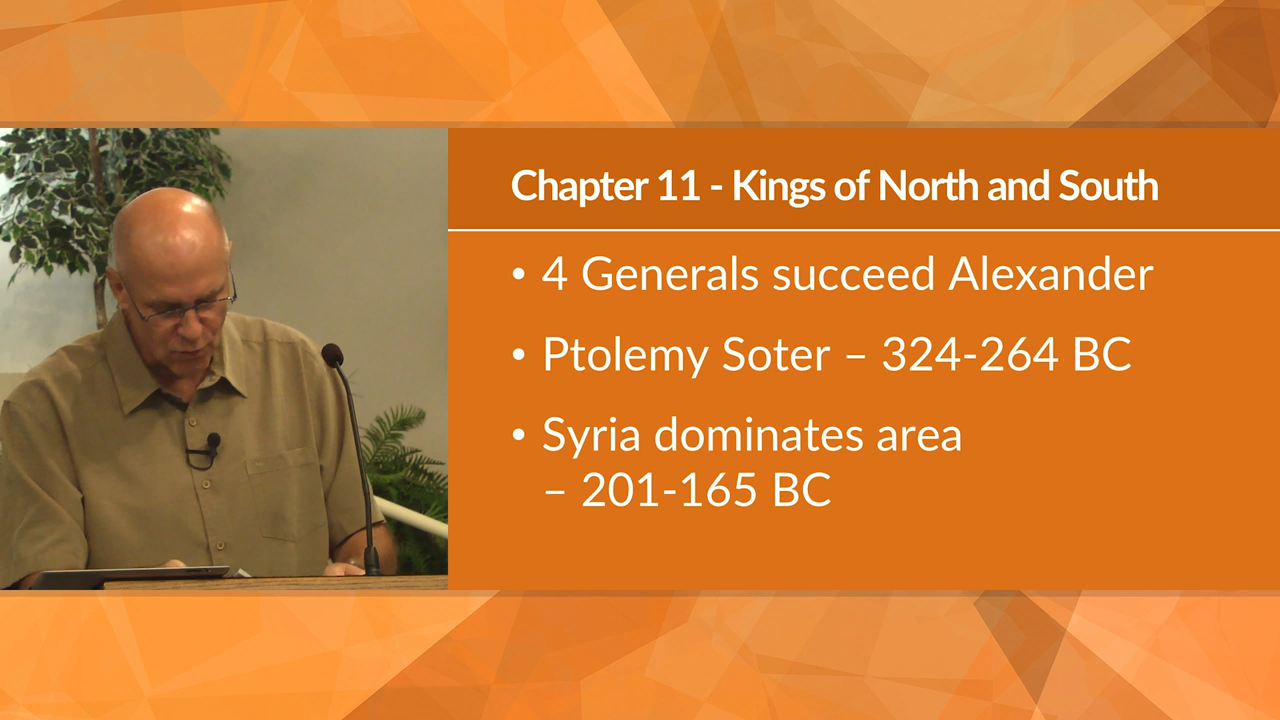 Chapter 11 - Kings of North and South
• 4 Generals succeed Alexander
• Ptolemy Soter – 324-264 BC
• Syria dominates area
– 201-165 BC